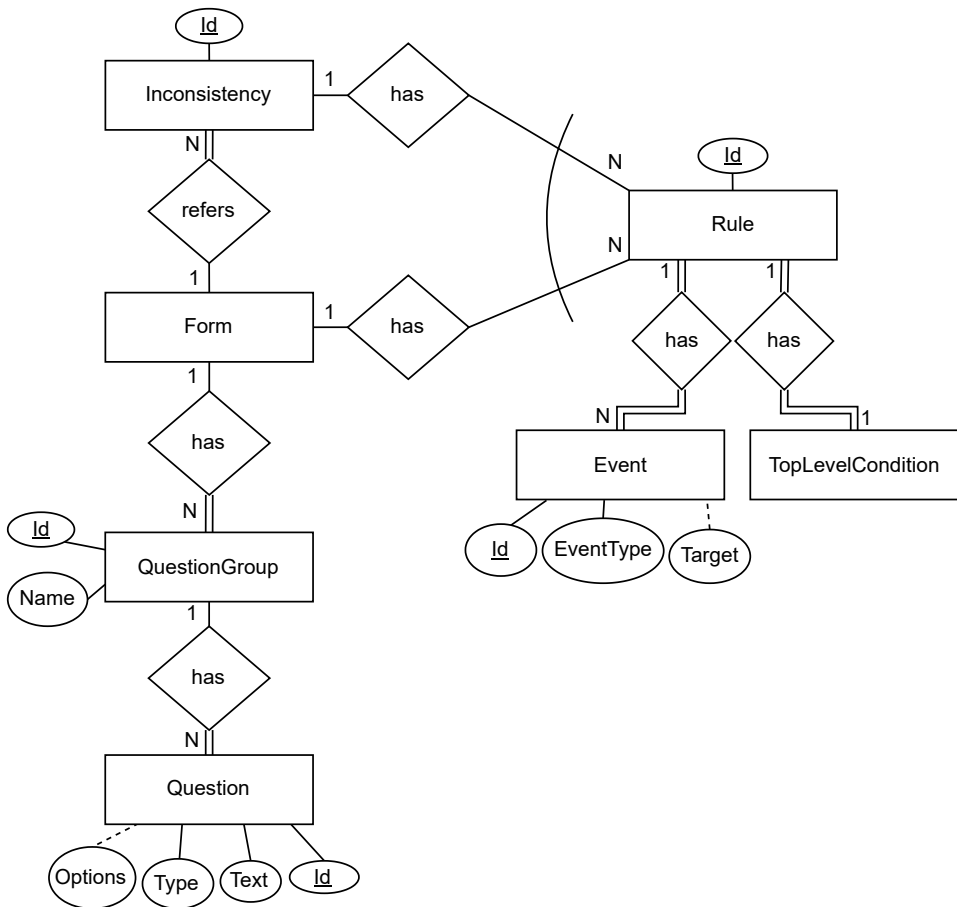 Id
Inconsistency
1
has
N
N
Id
Rule
refers
N
1
1
1
Form
1
has
has
has
1
has
N
1
N
Event
TopLevelCondition
Id
EventType
Target
Id
QuestionGroup
Name
1
has
N
Question
Options
Type
Text
Id